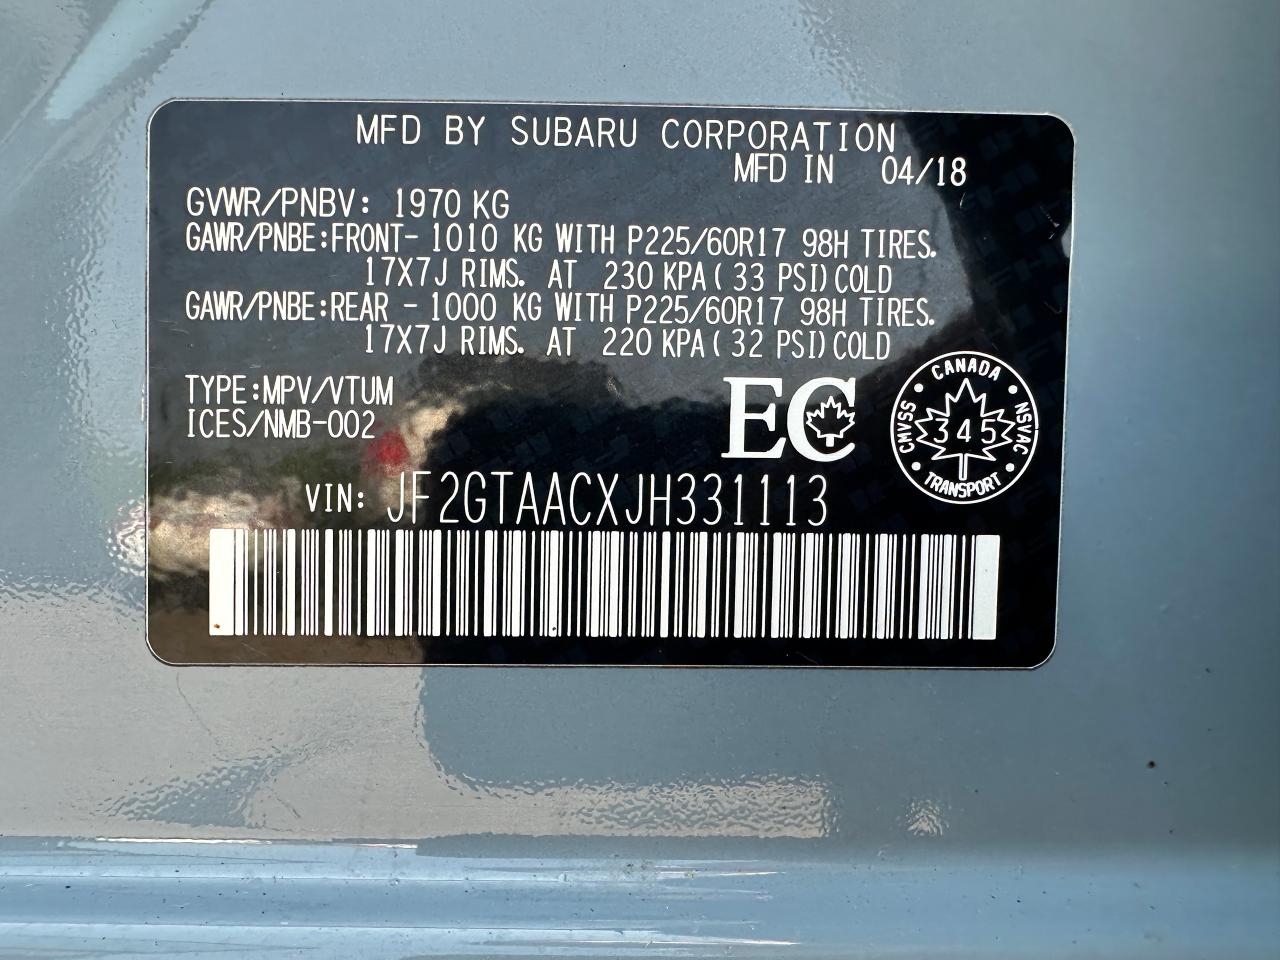 MFD BY SUBARU CORPORATION
MFD IN 04/18
GVWR/PNBV: 1970 KG
GAWR/PNBE:FRONT- 1010 KG WITH P225/60R17 98H TIRES.
17X7J RIMS. AT 230 KPA(33 PSI)COLD
GAWR/PNBE:REAR - 1000 KG WITH P225/60R17 98H TIRES.
17X7J RIMS. AT 220 KPA(32 PSI)COLD
TYPE:MPV/VTUM
ICES/NMB-002
EC
CANADA
CMVSS
345
NSVAC
TRANSPORT
VIN: JF2GTAACXJH331113